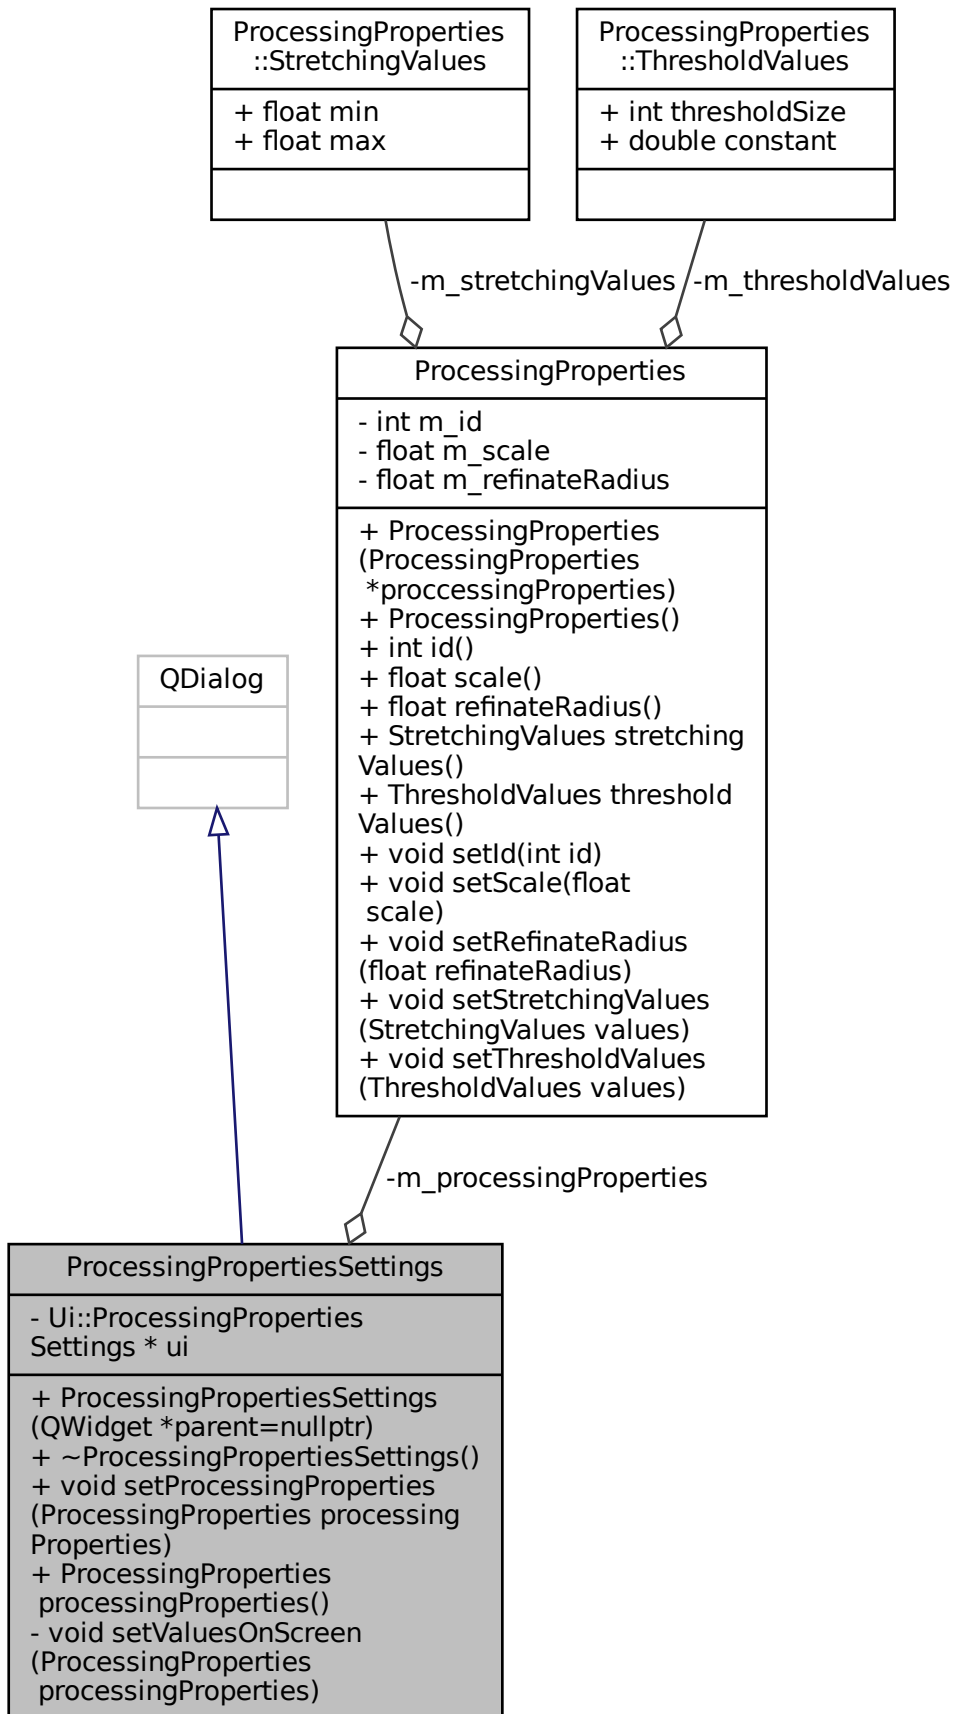 ProcessingProperties
::StretchingValues
+ float min
+ float max
ProcessingProperties
::ThresholdValues
+ int thresholdSize
+ double constant
-m_stretchingValues
-m_thresholdValues
ProcessingProperties
- int m_id
- float m_scale
- float m_refinateRadius
+ ProcessingProperties
(ProcessingProperties
*proccessingProperties)
+ ProcessingProperties()
+ int id()
+ float scale()
+ float refinateRadius()
+ StretchingValues stretching
Values()
+ ThresholdValues threshold
Values()
+ void setId(int id)
+ void setScale(float
scale)
+ void setRefinateRadius
(float refinateRadius)
+ void setStretchingValues
(StretchingValues values)
+ void setThresholdValues
(ThresholdValues values)
QDialog
-m_processingProperties
ProcessingPropertiesSettings
- Ui::ProcessingProperties
Settings * ui
+ ProcessingPropertiesSettings
(QWidget *parent=nullptr)
+ ~ProcessingPropertiesSettings()
+ void setProcessingProperties
(ProcessingProperties processing
Properties)
+ ProcessingProperties
processingProperties()
- void setValuesOnScreen
(ProcessingProperties
processingProperties)